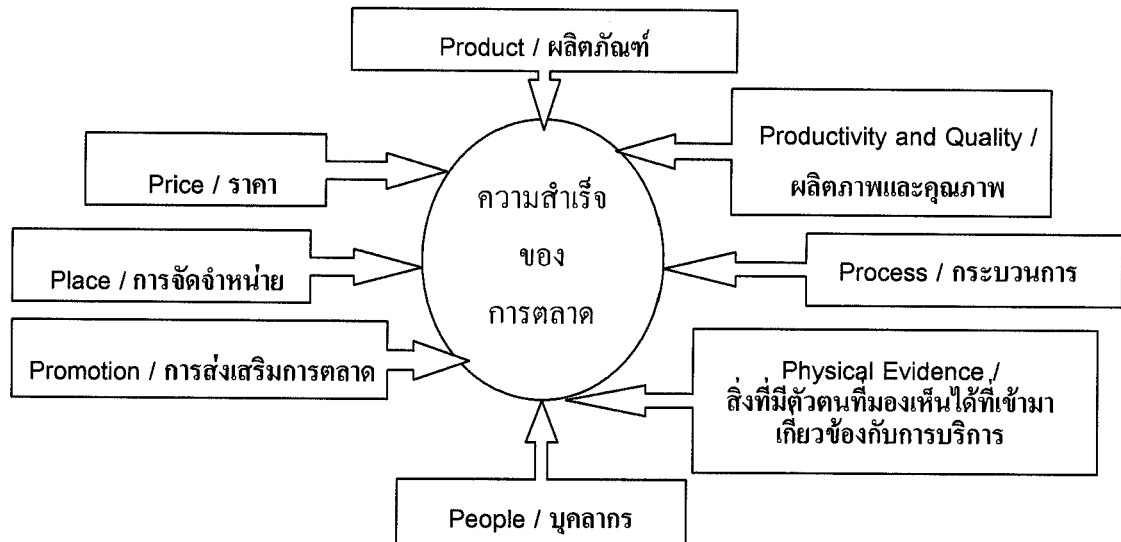 Product / ผลิตภัณฑ์
Productivity and Quality /
ผลิตภาพและคุณภาพ
Price / ราคา
ความสำเร็จ
ของ
การตลาด
Place / การจัดจำหน่าย
Process / กระบวนการ
Promotion / การส่งเสริมการตลาด
Physical Evidence /
สิ่งที่มีตัวตนที่มองเห็นได้ที่เข้ามา
เกี่ยวข้องกับการบริการ
People / บุคลากร